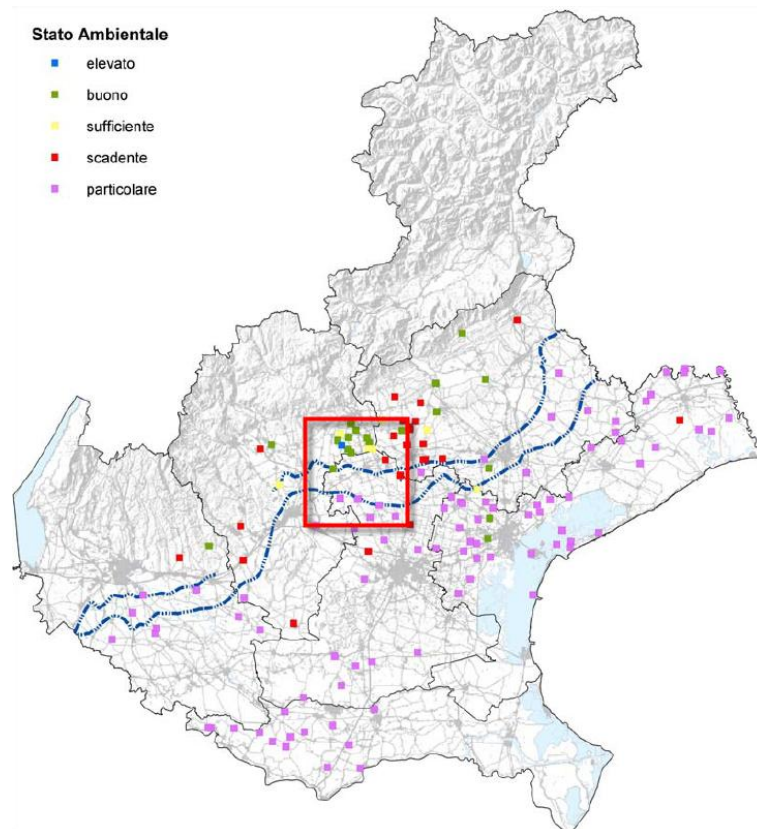 Stato Ambientale
elevato
buono
sufficiente
scadente
particolare